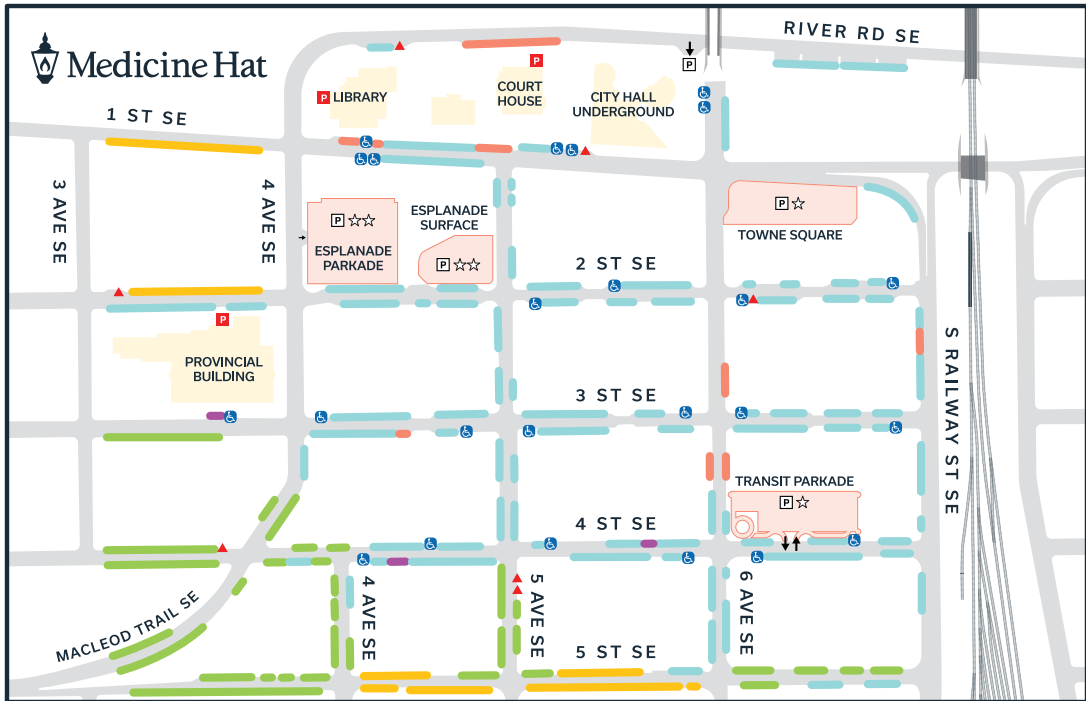 RIVER RD SE
Medicine Hat
P
P
P LIBRARY
COURT
HOUSE
CITY HALL
UNDERGROUND
1 ST SE
3 AVE SE
4 AVE SE
P ☆☆
ESPLANADE
PARKADE
ESPLANADE
SURFACE
P ☆☆
P ☆
TOWNE SQUARE
2 ST SE
P
PROVINCIAL
BUILDING
S RAILWAY ST SE
3 ST SE
TRANSIT PARKADE
P ☆
4 ST SE
4 AVE SE
5 AVE SE
6 AVE SE
MACLEOD TRAIL SE
5 ST SE